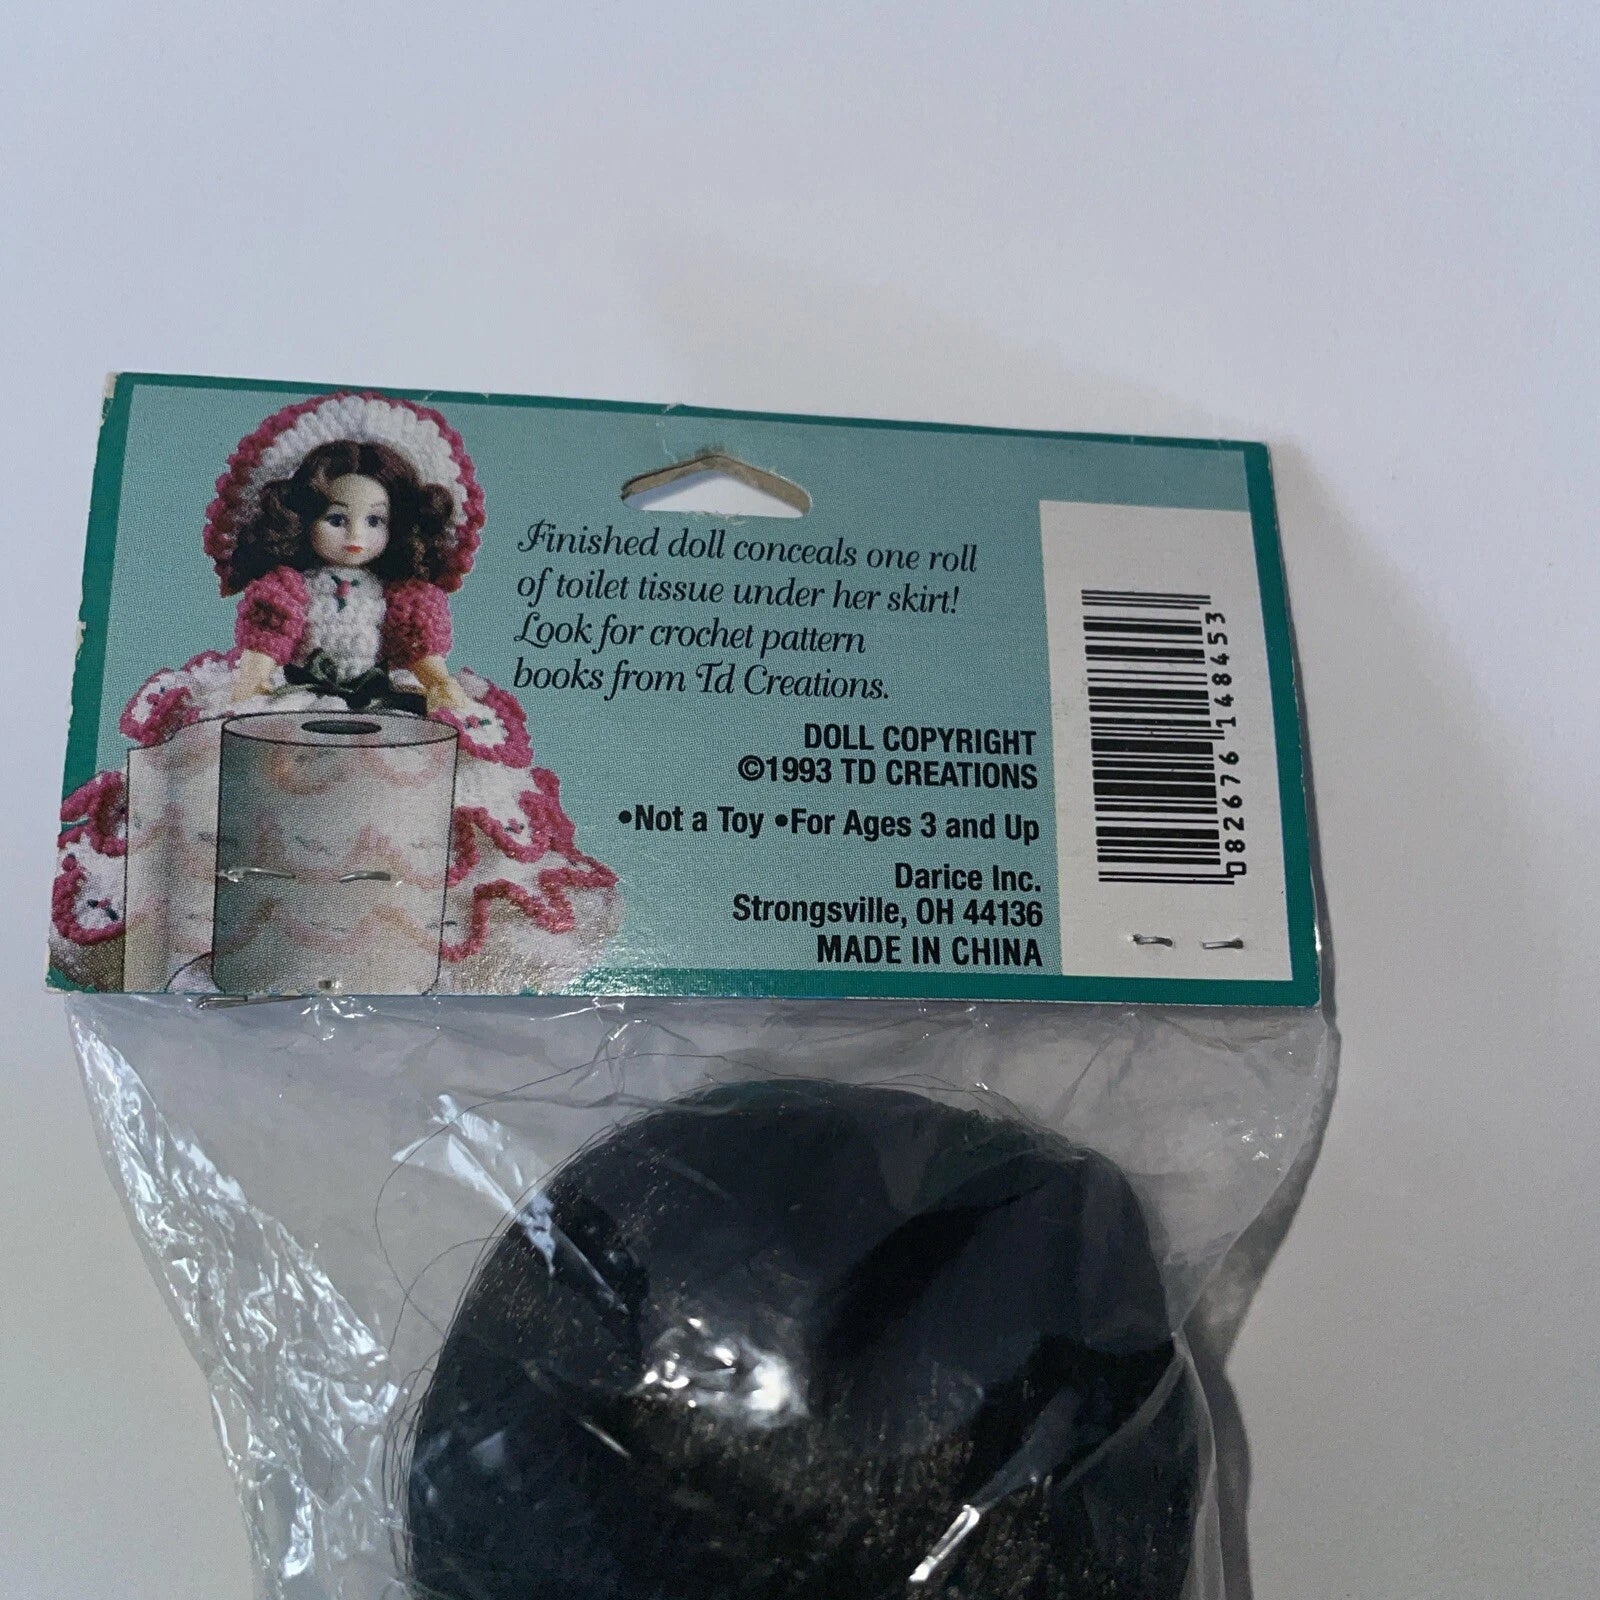 Finished doll conceals one roll
of toilet tissue under her skirt!
Look for crochet pattern
books from Td Creations.
DOLL COPYRIGHT
©1993 TD CREATIONS
•Not a Toy •For Ages 3 and Up
Darice Inc.
Strongsville, OH 44136
MADE IN CHINA
082676 148453